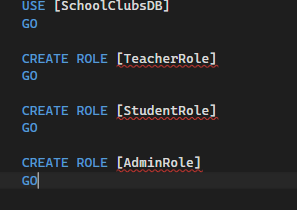 USE [SchoolClubsDB]
GO
CREATE ROLE [TeacherRole]
GO
CREATE ROLE [StudentRole]
GO
CREATE ROLE [AdminRole]
GO